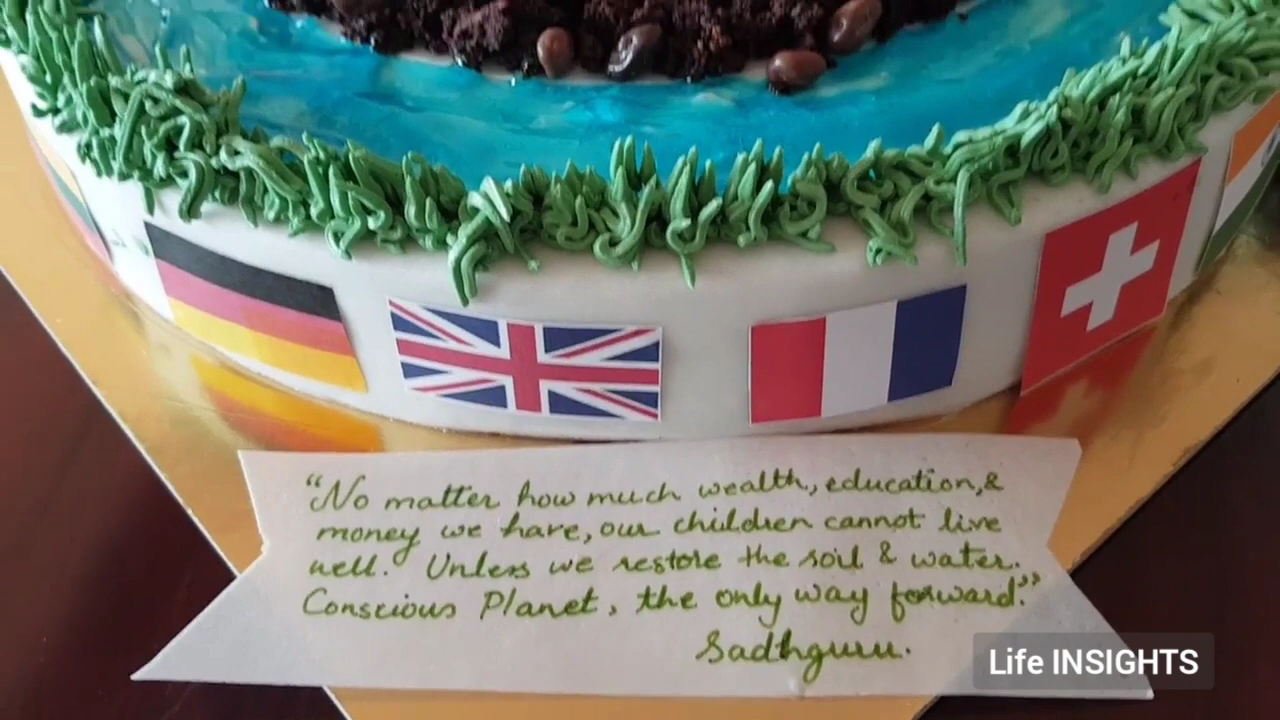 “No matter how much wealth, education, &
money we have, our children cannot live
well. Unless we restore the soil & water.
Conscious Planet, the only way forward.”
Sadhguru.
Life INSIGHTS